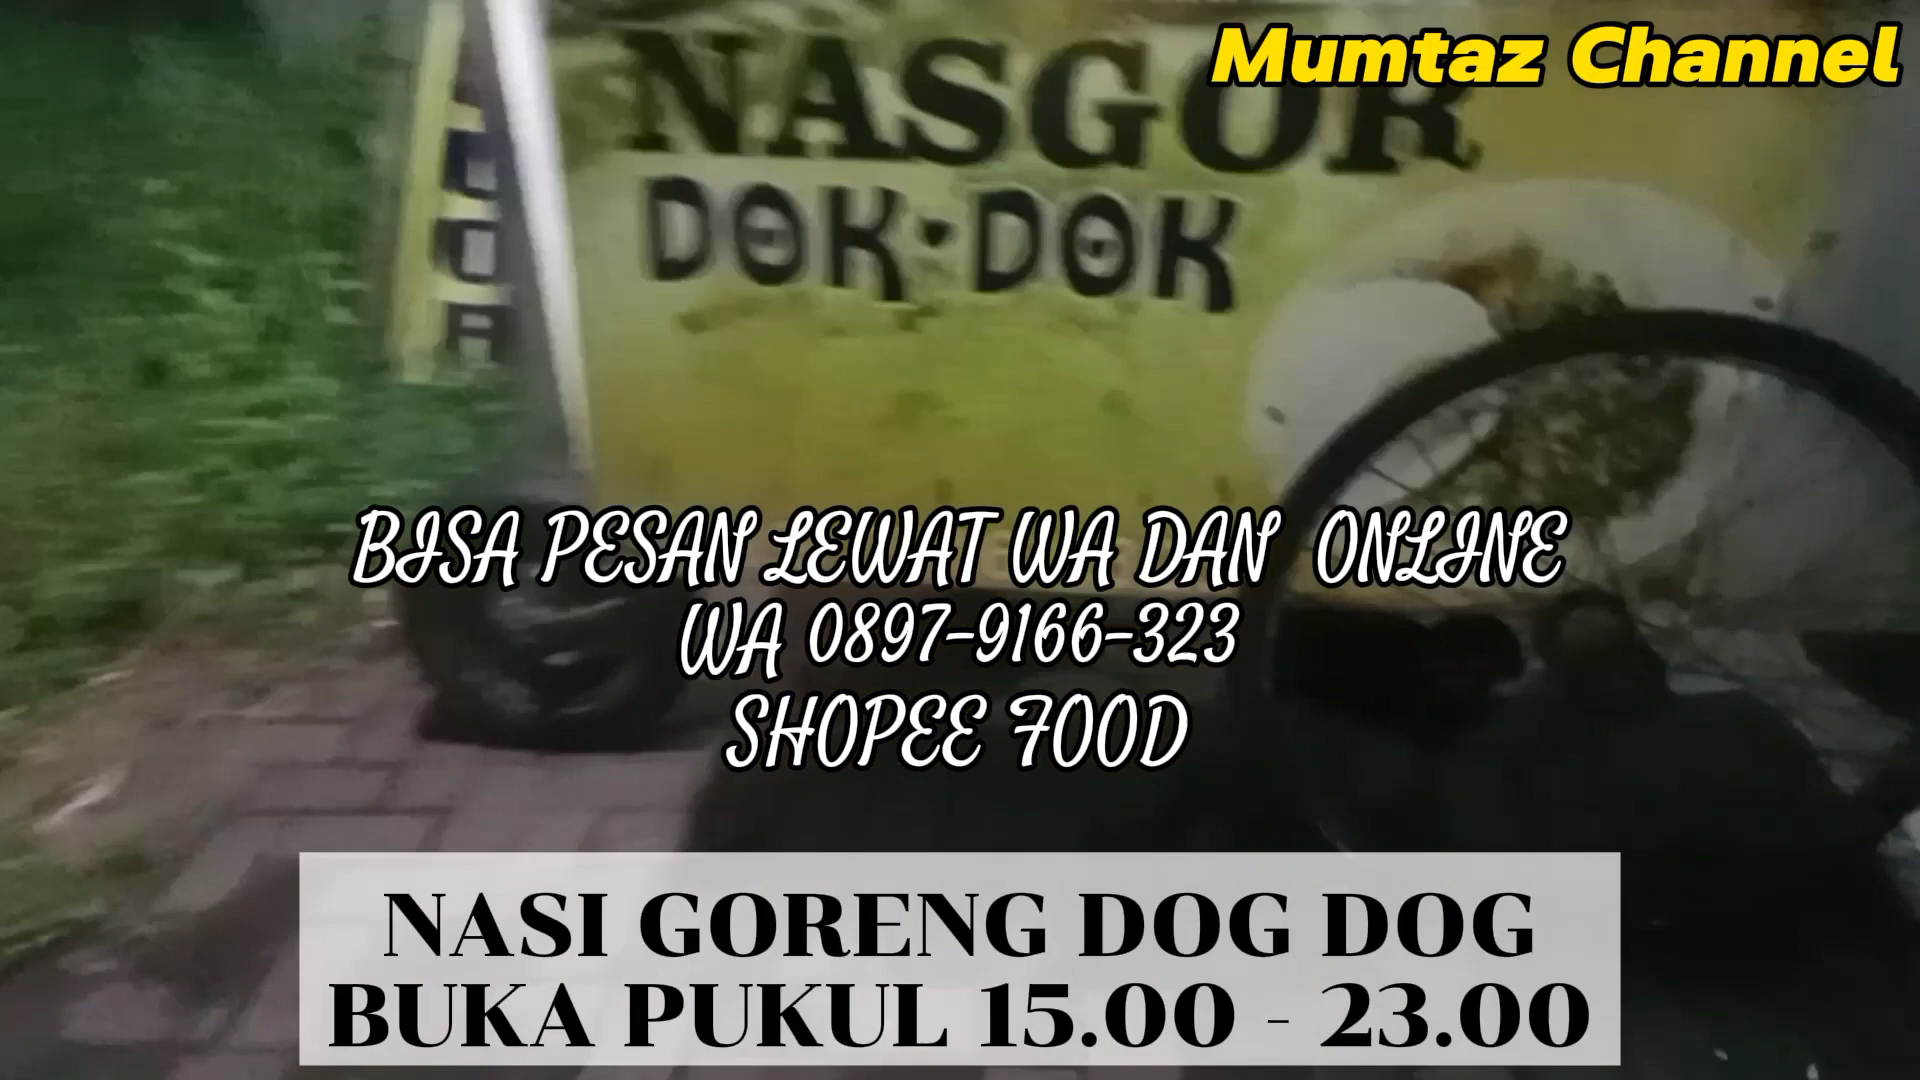 Mumtaz Channel
NASGOR
DOK-DOK
BISA PESAN LEWAT WA DAN ONLINE
WA 0897-9166-323
SHOPEE FOOD
NASI GORENG DOG DOG
BUKA PUKUL 15.00 - 23.00